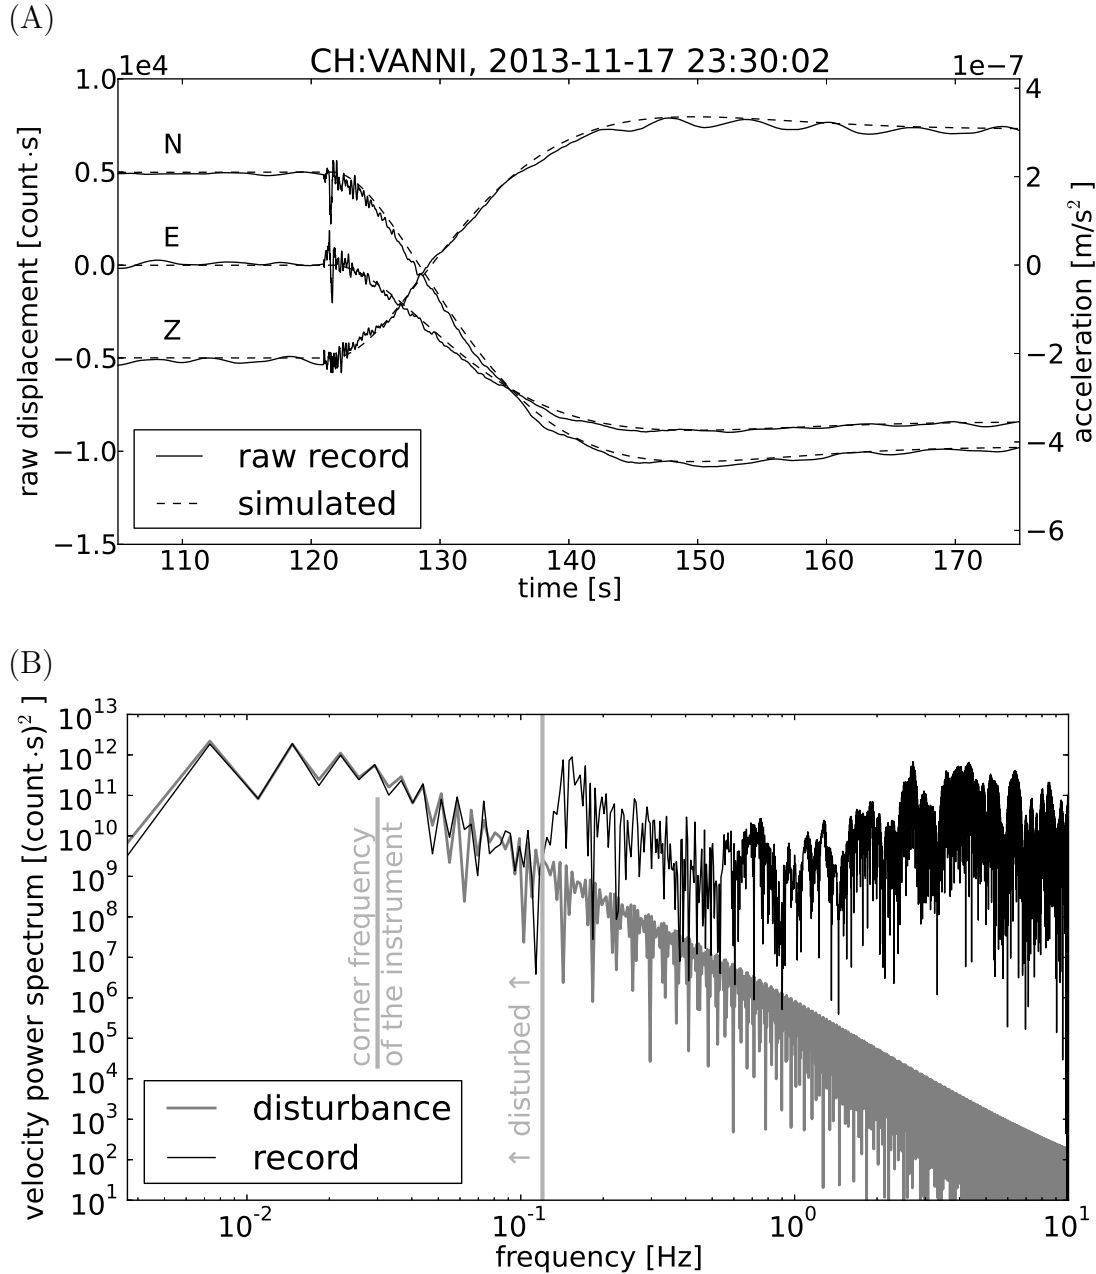 (A)
CH:VANNI, 2013-11-17 23:30:02
1e4
1e−7
1.0
0.5
0.0
−0.5
−1.0
−1.5
raw displacement [count·s]
N
E
Z
4
2
0
−2
−4
−6
acceleration [m/s²]
raw record
simulated
110 120 130 140 150 160 170
time [s]
(B)
velocity power spectrum [(count·s)²]
10¹³
10¹²
10¹¹
10¹⁰
10⁹
10⁸
10⁷
10⁶
10⁵
10⁴
10³
10²
10¹
corner frequency
of the instrument
↑ disturbed ↑
disturbance
record
10⁻² 10⁻¹ 10⁰ 10¹
frequency [Hz]